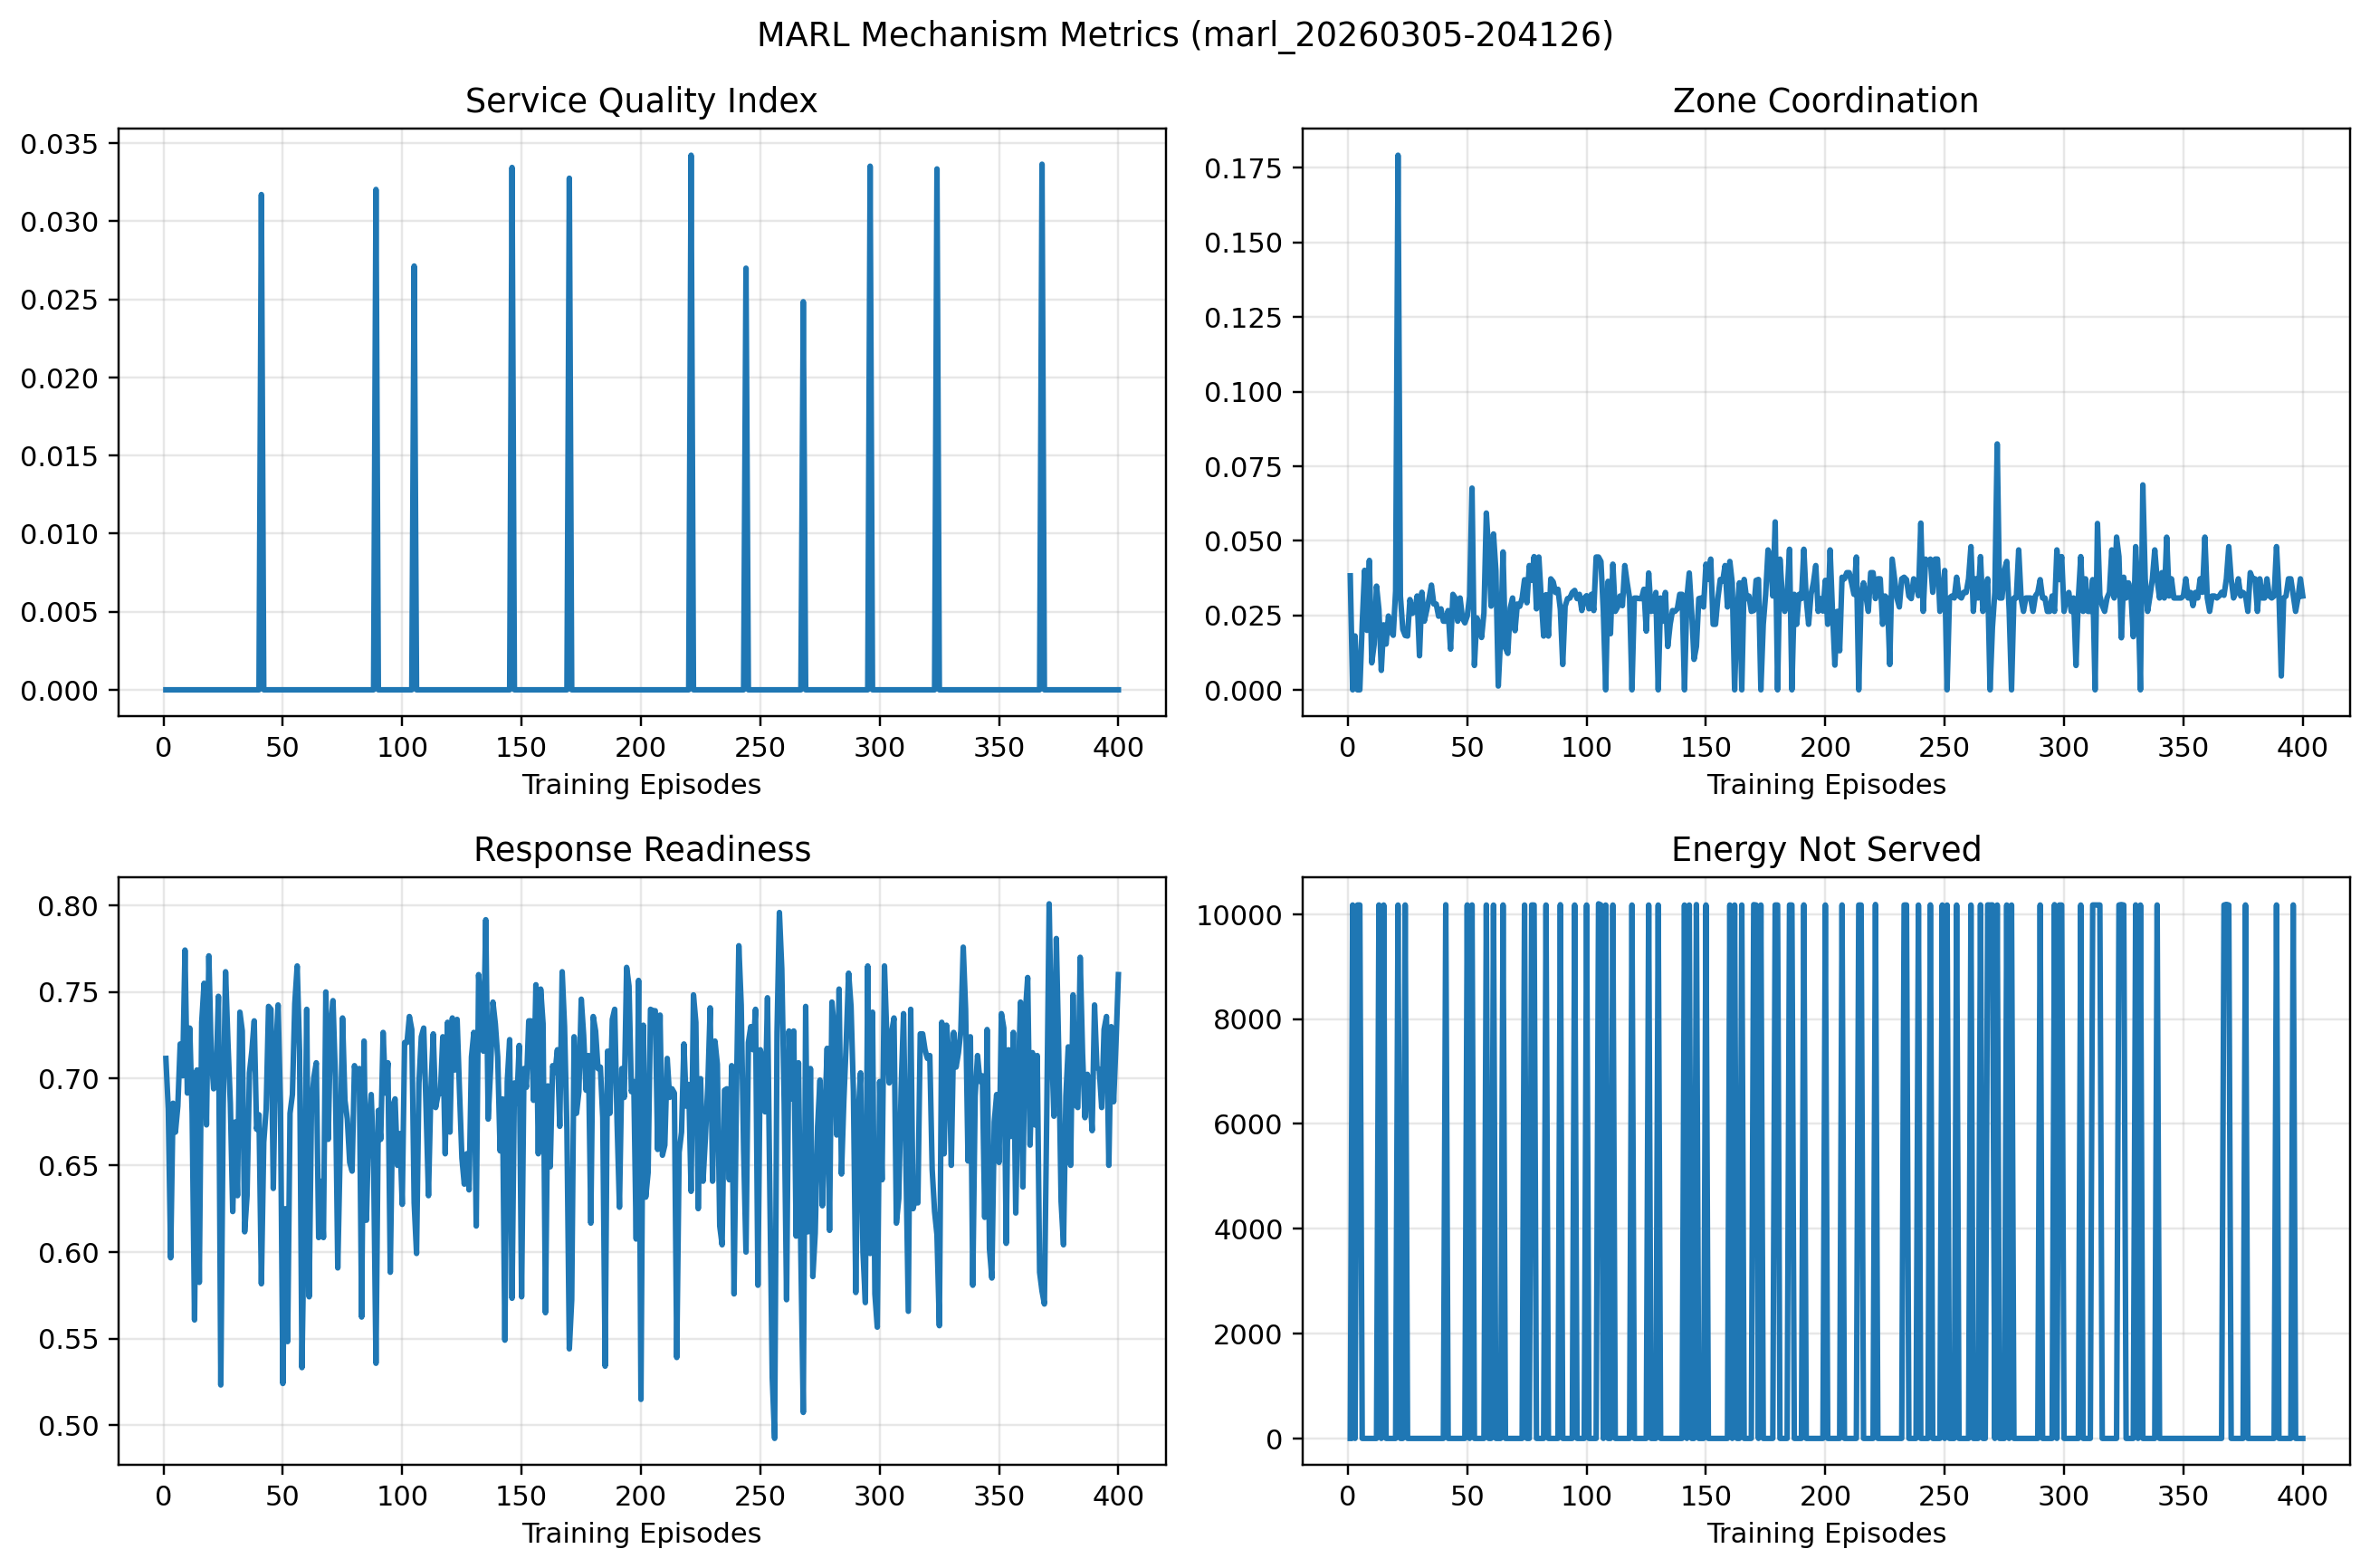 MARL Mechanism Metrics (marl_20260305-204126)
Service Quality Index
0.035
0.030
0.025
0.020
0.015
0.010
0.005
0.000
0 50 100 150 200 250 300 350 400
Training Episodes
Zone Coordination
0.175
0.150
0.125
0.100
0.075
0.050
0.025
0.000
0 50 100 150 200 250 300 350 400
Training Episodes
Response Readiness
0.80
0.75
0.70
0.65
0.60
0.55
0.50
0 50 100 150 200 250 300 350 400
Training Episodes
Energy Not Served
10000
8000
6000
4000
2000
0
0 50 100 150 200 250 300 350 400
Training Episodes